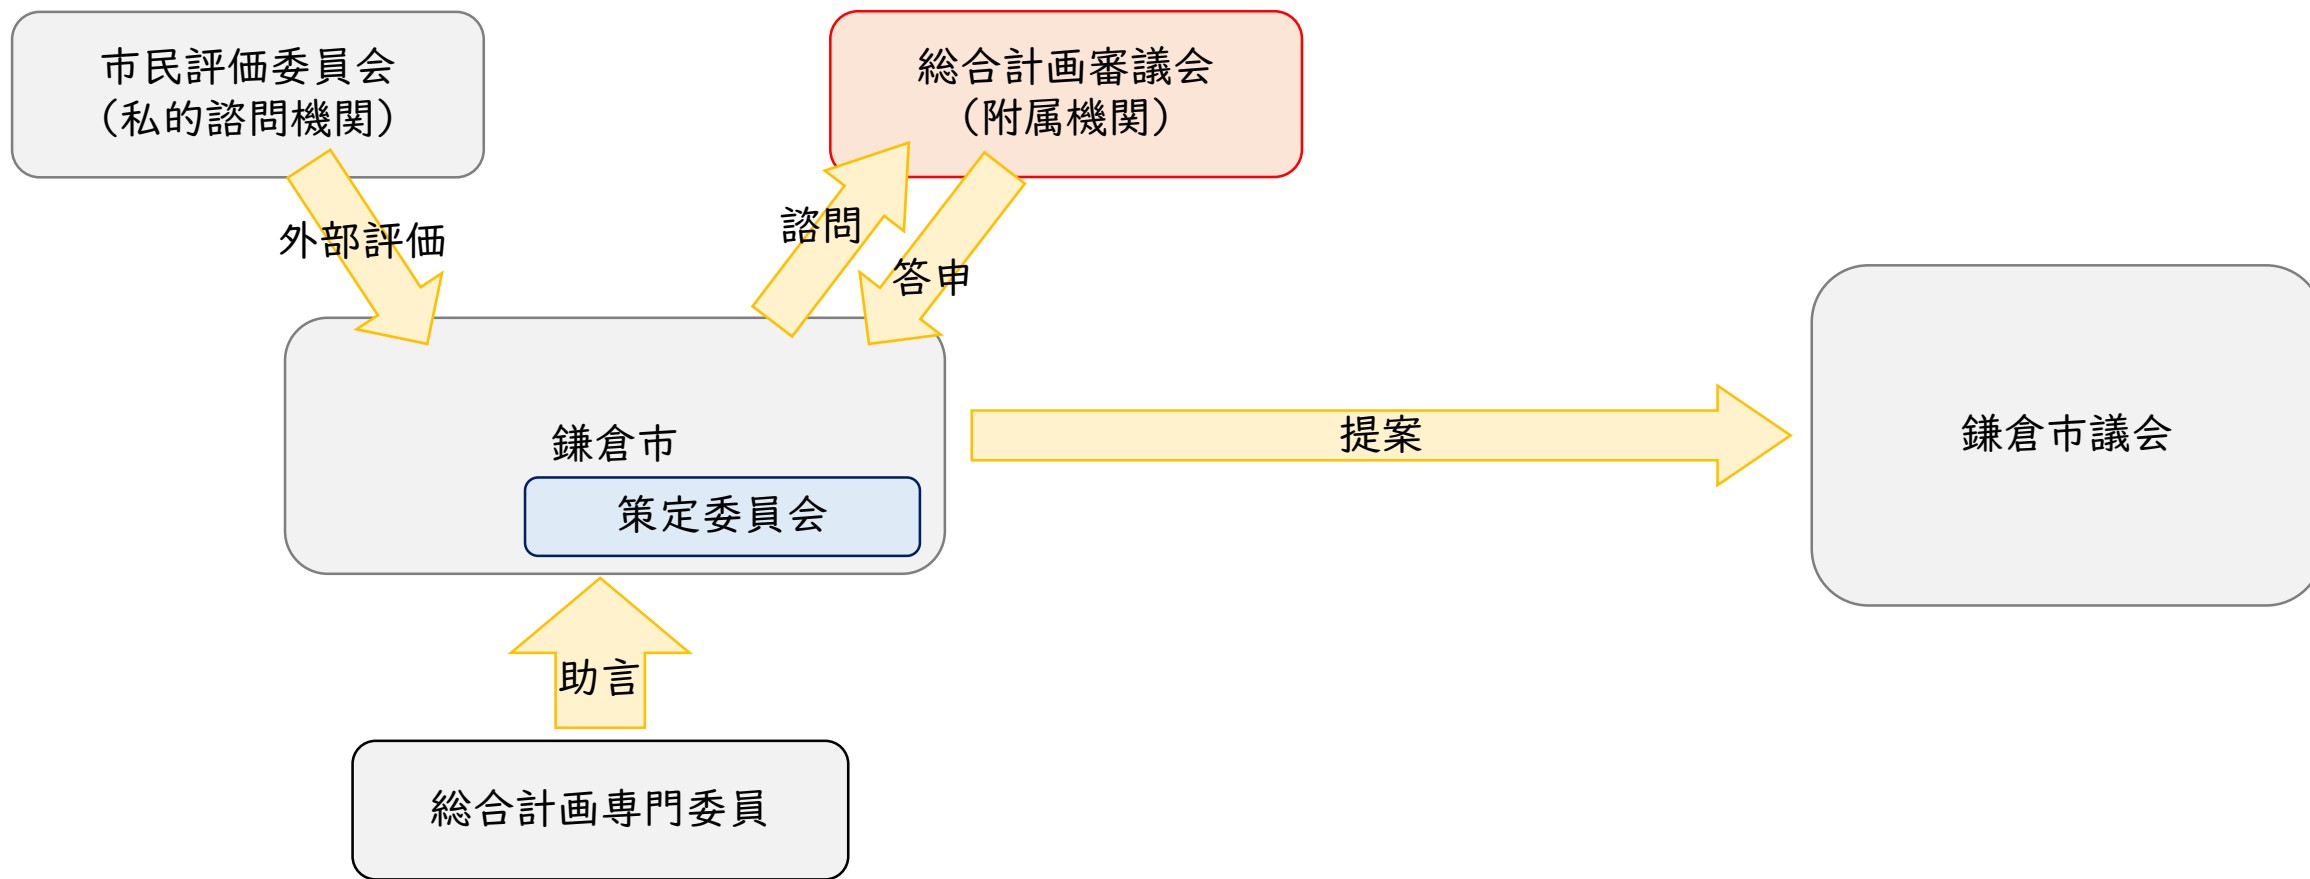 市民評価委員会
（私的諮問機関）
総合計画審議会
（附属機関）
外部評価
諮問
答申
鎌倉市
策定委員会
提案
鎌倉市議会
助言
総合計画専門委員